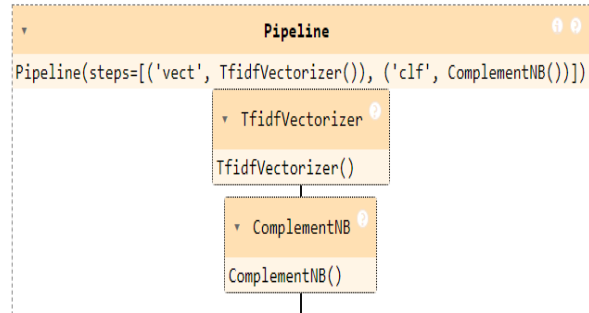 Pipeline
Pipeline(steps=[('vect', TfidfVectorizer()), ('clf', ComplementNB())])
TfidfVectorizer
TfidfVectorizer()
ComplementNB
ComplementNB()